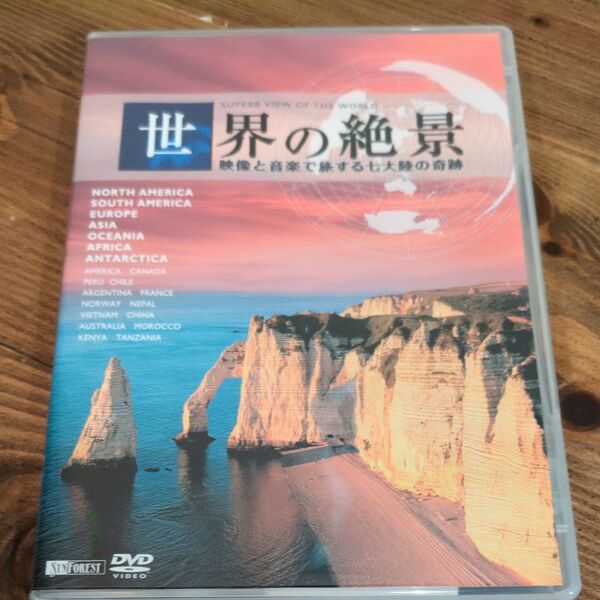 SUPERB VIEW OF THE WORLD
世界の絶景
映像と音楽で旅する七大陸の奇跡
NORTH AMERICA
SOUTH AMERICA
EUROPE
ASIA
OCEANIA
AFRICA
ANTARCTICA
AMERICA CANADA
PERU CHILE
ARGENTINA FRANCE
NORWAY NEPAL
VIETNAM CHINA
AUSTRALIA MOROCCO
KENYA TANZANIA
SYNFOREST
DVD
VIDEO